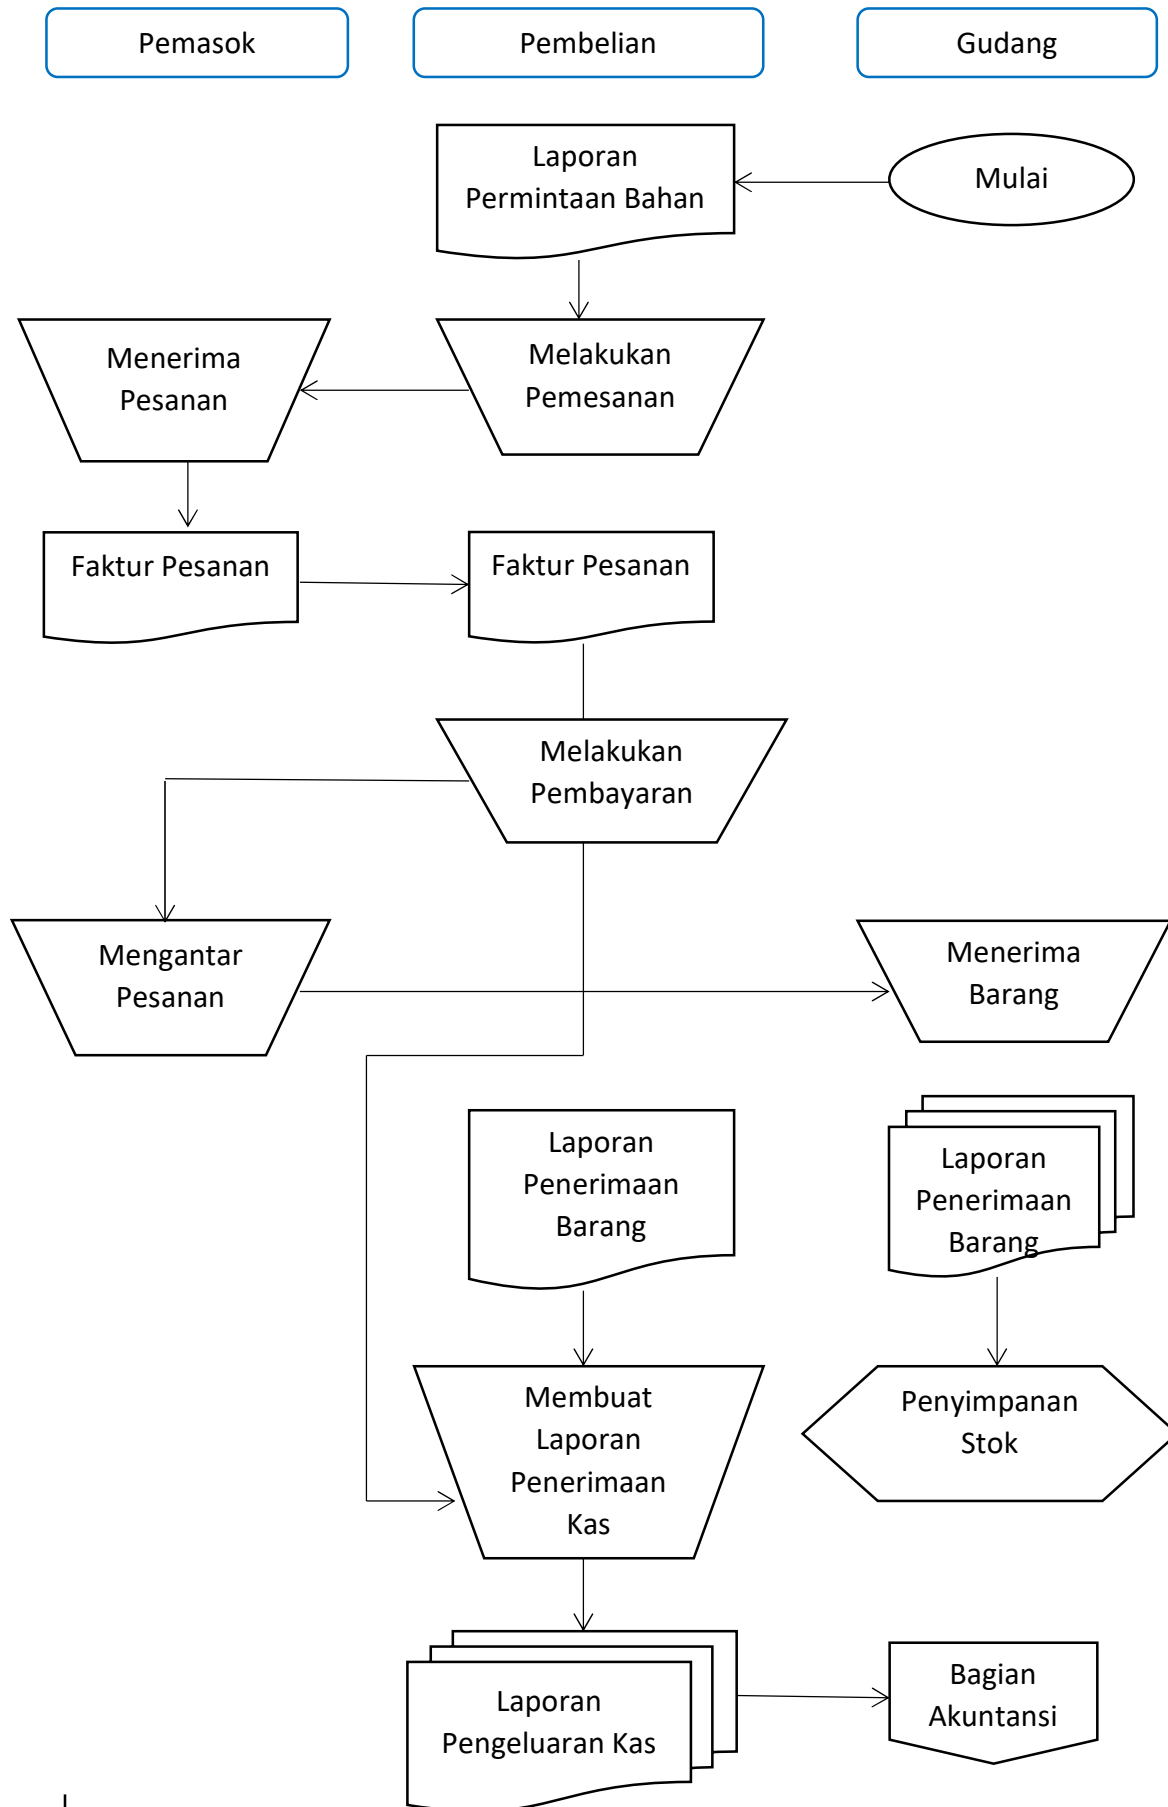 Pemasok
Pembelian
Gudang
Laporan
Permintaan Bahan
Mulai
Menerima
Pesanan
Melakukan
Pemesanan
Faktur Pesanan
Faktur Pesanan
Melakukan
Pembayaran
Mengantar
Pesanan
Menerima
Barang
Laporan
Penerimaan
Barang
Laporan
Penerimaan
Barang
Membuat
Laporan
Penerimaan
Kas
Penyimpanan
Stok
Laporan
Pengeluaran Kas
Bagian
Akuntansi